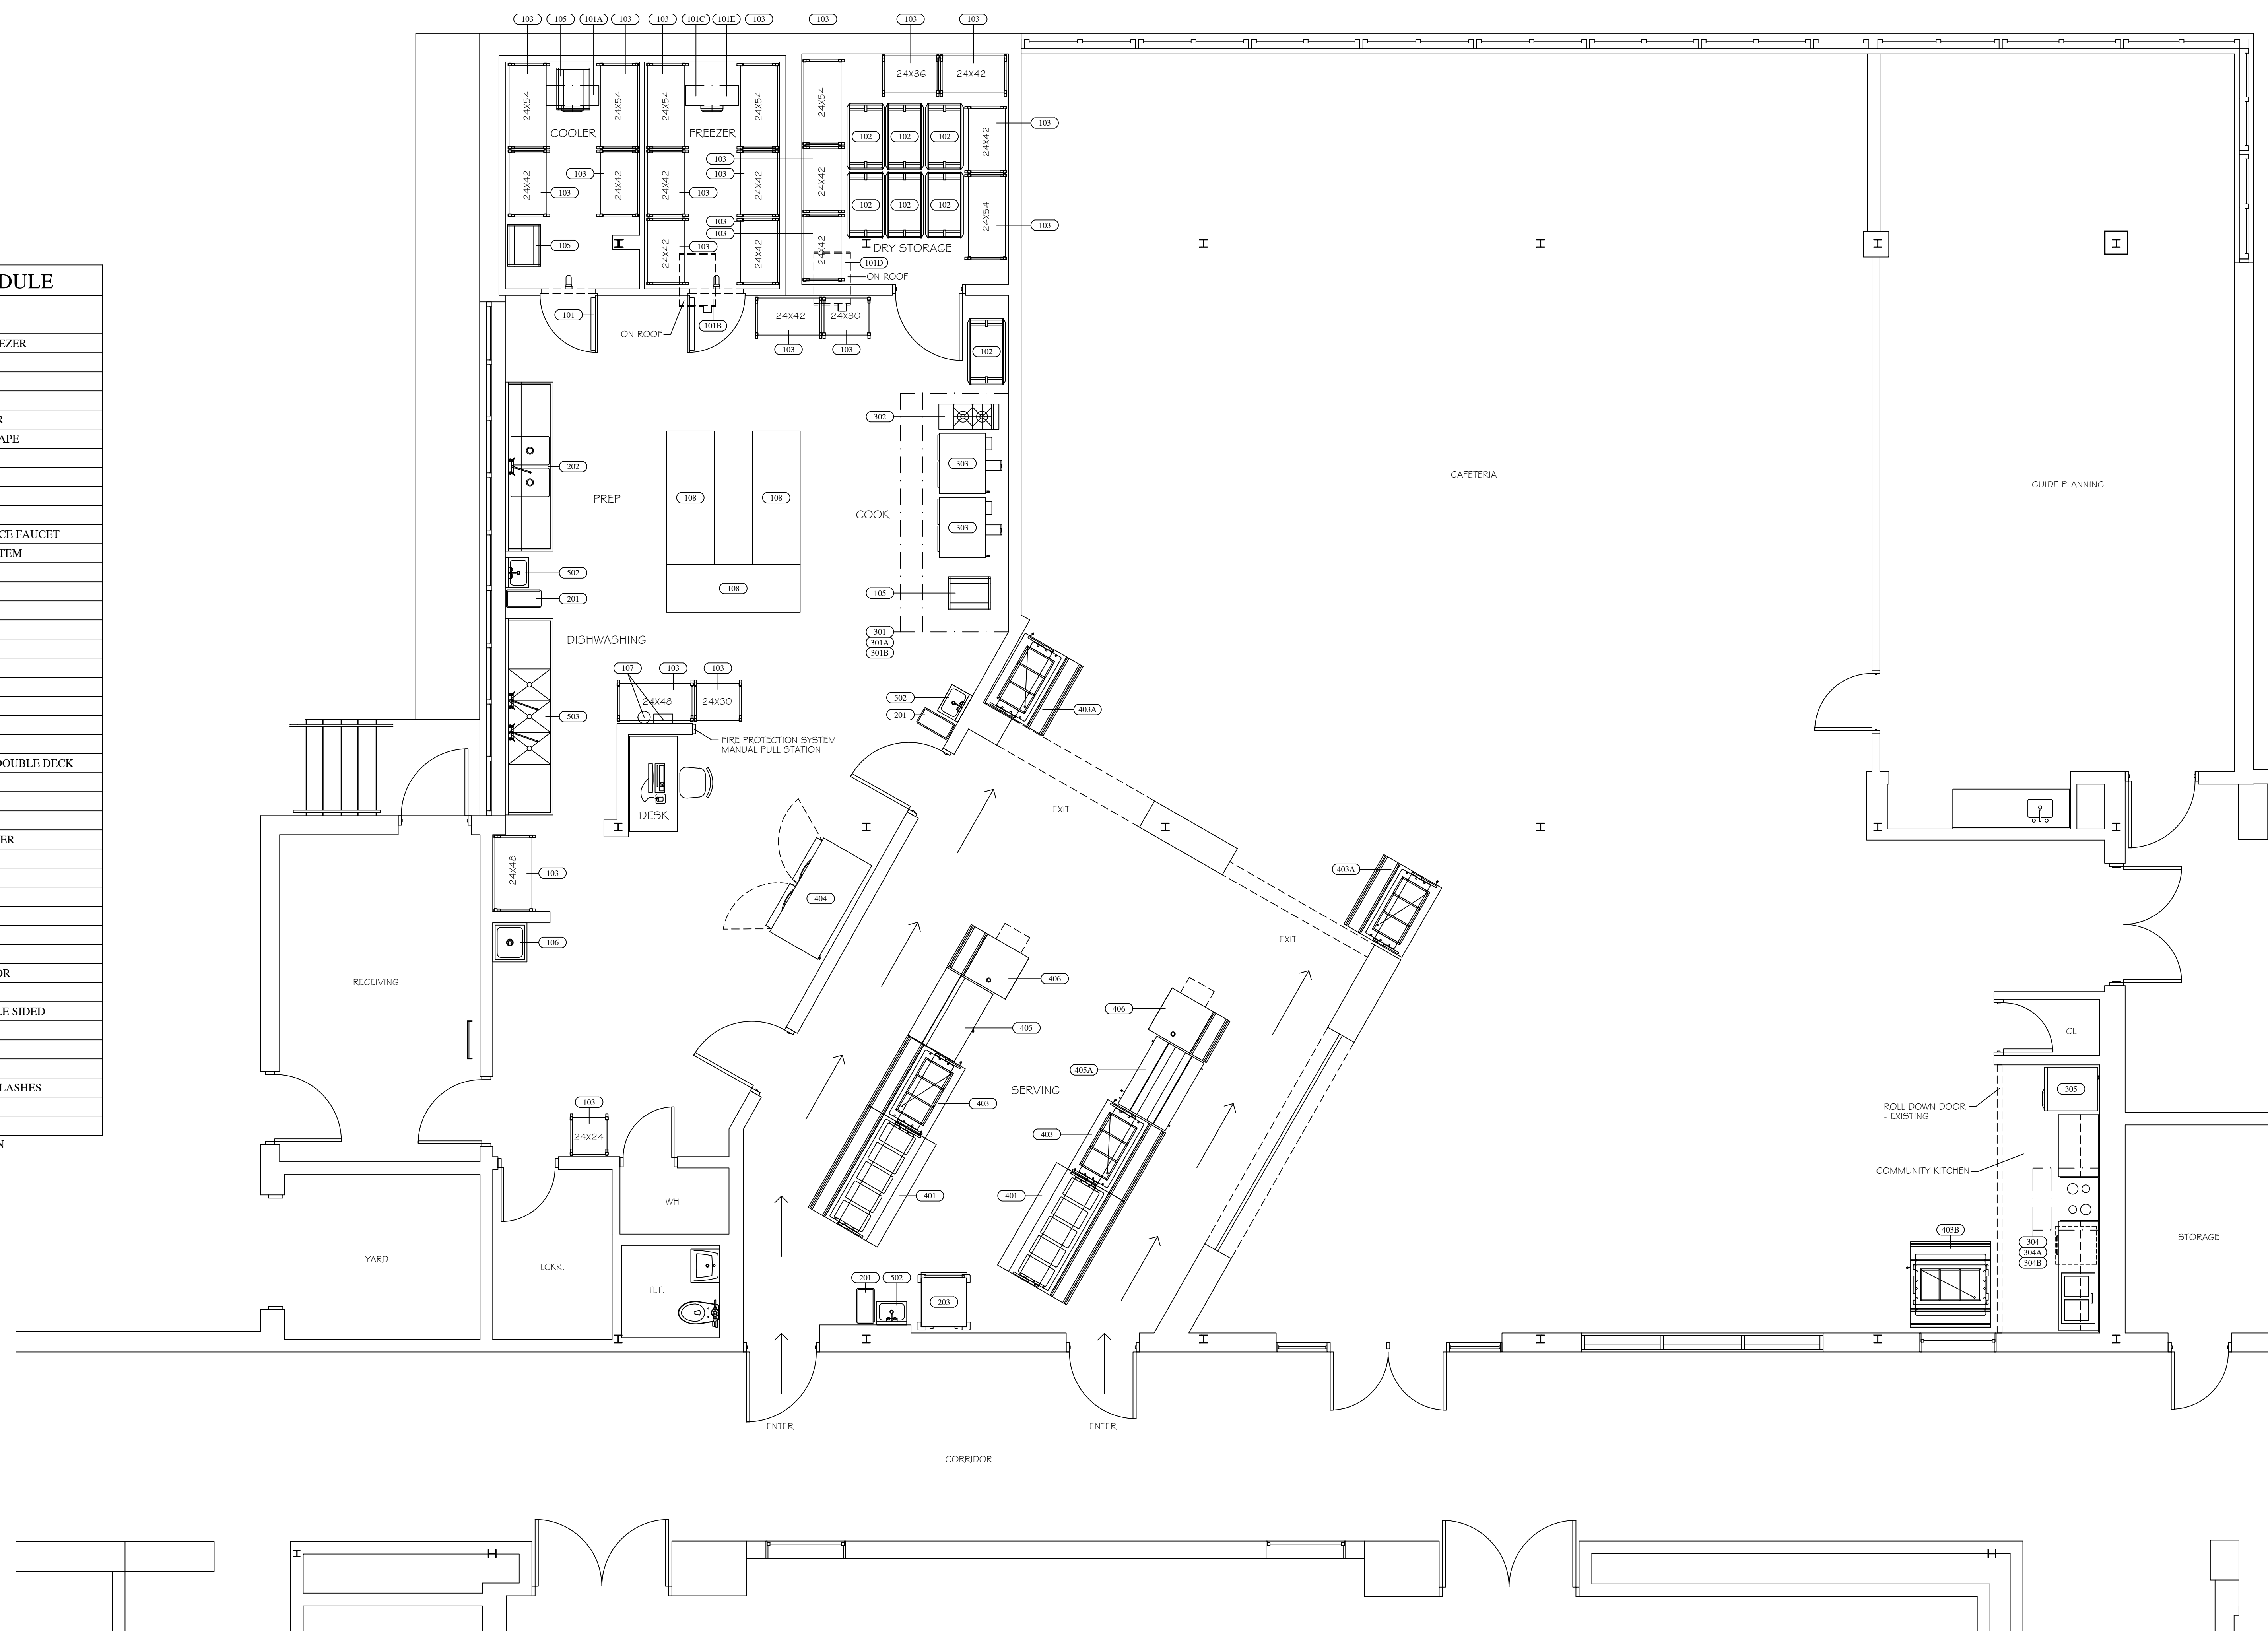 103 105 101A 103 103 101C 101E 103 103 103 103
24X36 24X42
24X54 24X54 24X54 24X54 24X54
COOLER FREEZER
102 102 102 103
24X42
103
103 103
24X42 24X42 24X42 24X42 24X42
103 103
102 102 102
24X54 103
103
103
105 103
24X42 24X42 24X42
DRY STORAGE
101D
ON ROOF
DULE
101 24X42 24X30
101B
ON ROOF
103 103 102
EZER
R
APE
CE FAUCET
TEM
DOUBLE DECK
ER
OR
LE SIDED
LASHES
N
302
202 303
CAFETERIA
GUIDE PLANNING
PREP 108 108
COOK
303
502
108
105
201
301
301A
301B
DISHWASHING
107 103 103
24X48 24X30
502
201
403A
503
FIRE PROTECTION SYSTEM
MANUAL PULL STATION
DESK
EXIT
24X48 103
403A
404
106
EXIT
RECEIVING
406
406
405
CL
405A
SERVING
305
403
103
ROLL DOWN DOOR
- EXISTING
24X24
403
COMMUNITY KITCHEN
401 401
WH
403B
304
304A
304B
STORAGE
YARD
LCKR.
TLT.
201 502
203
ENTER ENTER
CORRIDOR